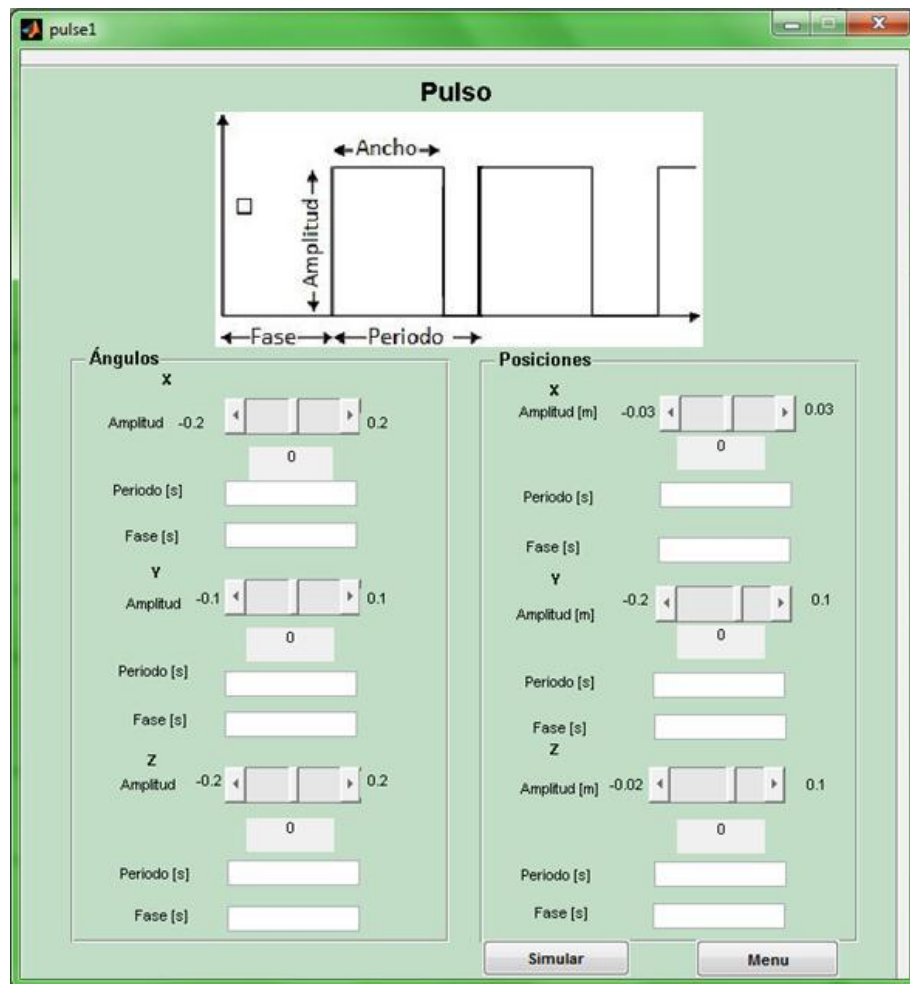 pulse1
Pulso
Ancho
Amplitud
Fase
Periodo
Ángulos
X
Amplitud -0.2 0.2
0
Periodo [s]
Fase [s]
Y
Amplitud -0.1 0.1
0
Periodo [s]
Fase [s]
Z
Amplitud -0.2 0.2
0
Periodo [s]
Fase [s]
Posiciones
X
Amplitud [m] -0.03 0.03
0
Periodo [s]
Fase [s]
Y
Amplitud [m] -0.2 0.1
0
Periodo [s]
Fase [s]
Z
Amplitud [m] -0.02 0.1
0
Periodo [s]
Fase [s]
Simular
Menu